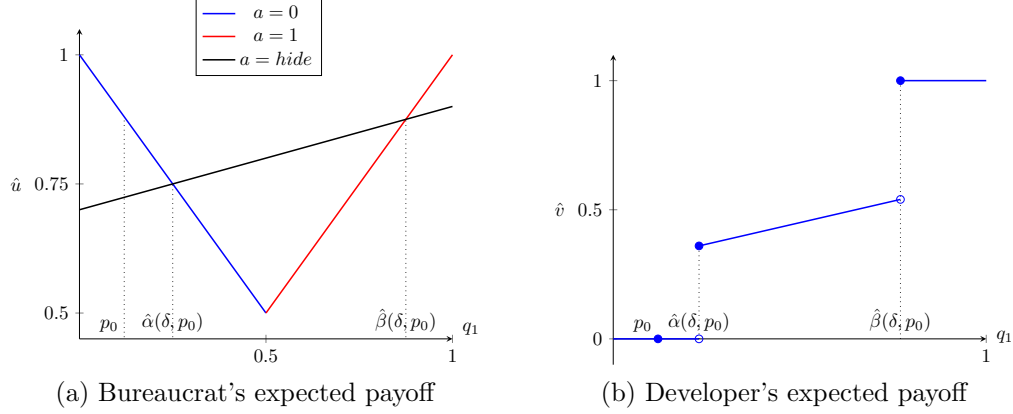 a = 0
a = 1
a = hide
1
0.75
0.5
û
p₀
α̂(δ, p₀)
β̂(δ, p₀)
q₁
0.5
1
(a) Bureaucrat's expected payoff
1
0.5
0
v̂
p₀
α̂(δ, p₀)
β̂(δ, p₀)
q₁
1
(b) Developer's expected payoff